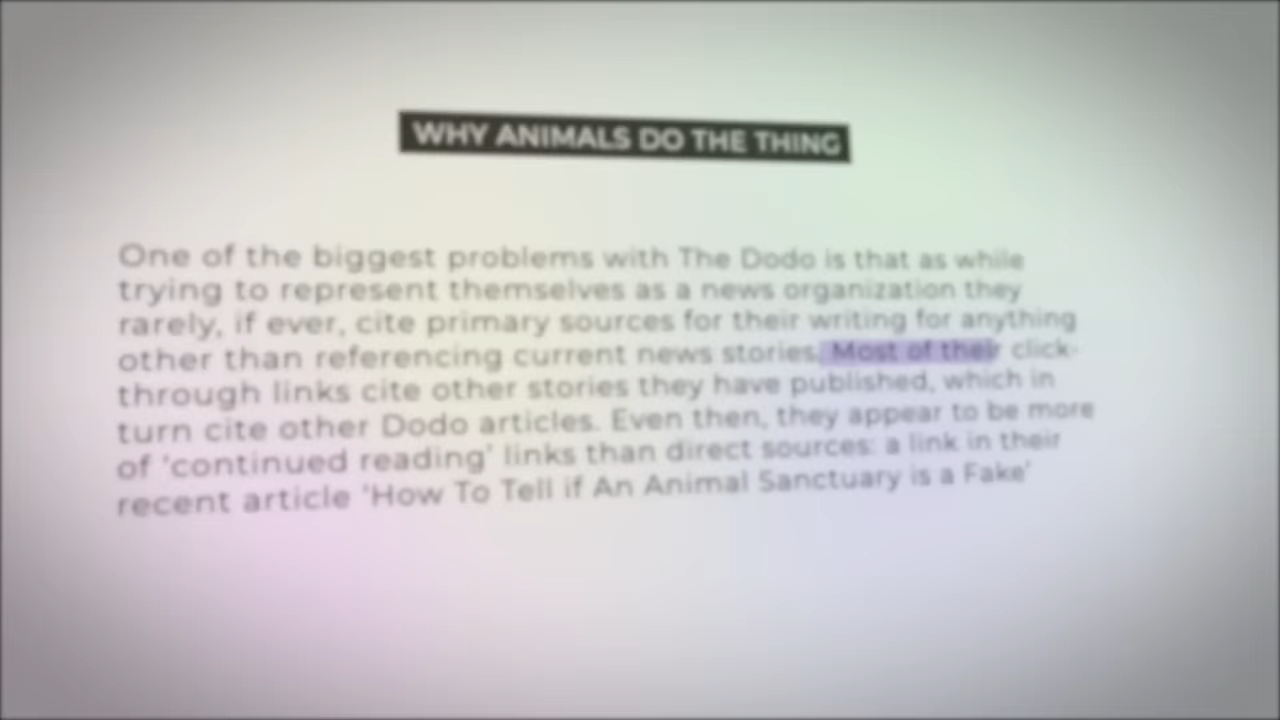 WHY ANIMALS DO THE THING
One of the biggest problems with The Dodo is that as while
trying to represent themselves as a news organization they
rarely, if ever, cite primary sources for their writing for anything
other than referencing current news stories. Most of their click-
through links cite other stories they have published, which in
turn cite other Dodo articles. Even then, they appear to be more
of 'continued reading' links than direct sources: a link in their
recent article 'How To Tell if An Animal Sanctuary is a Fake'